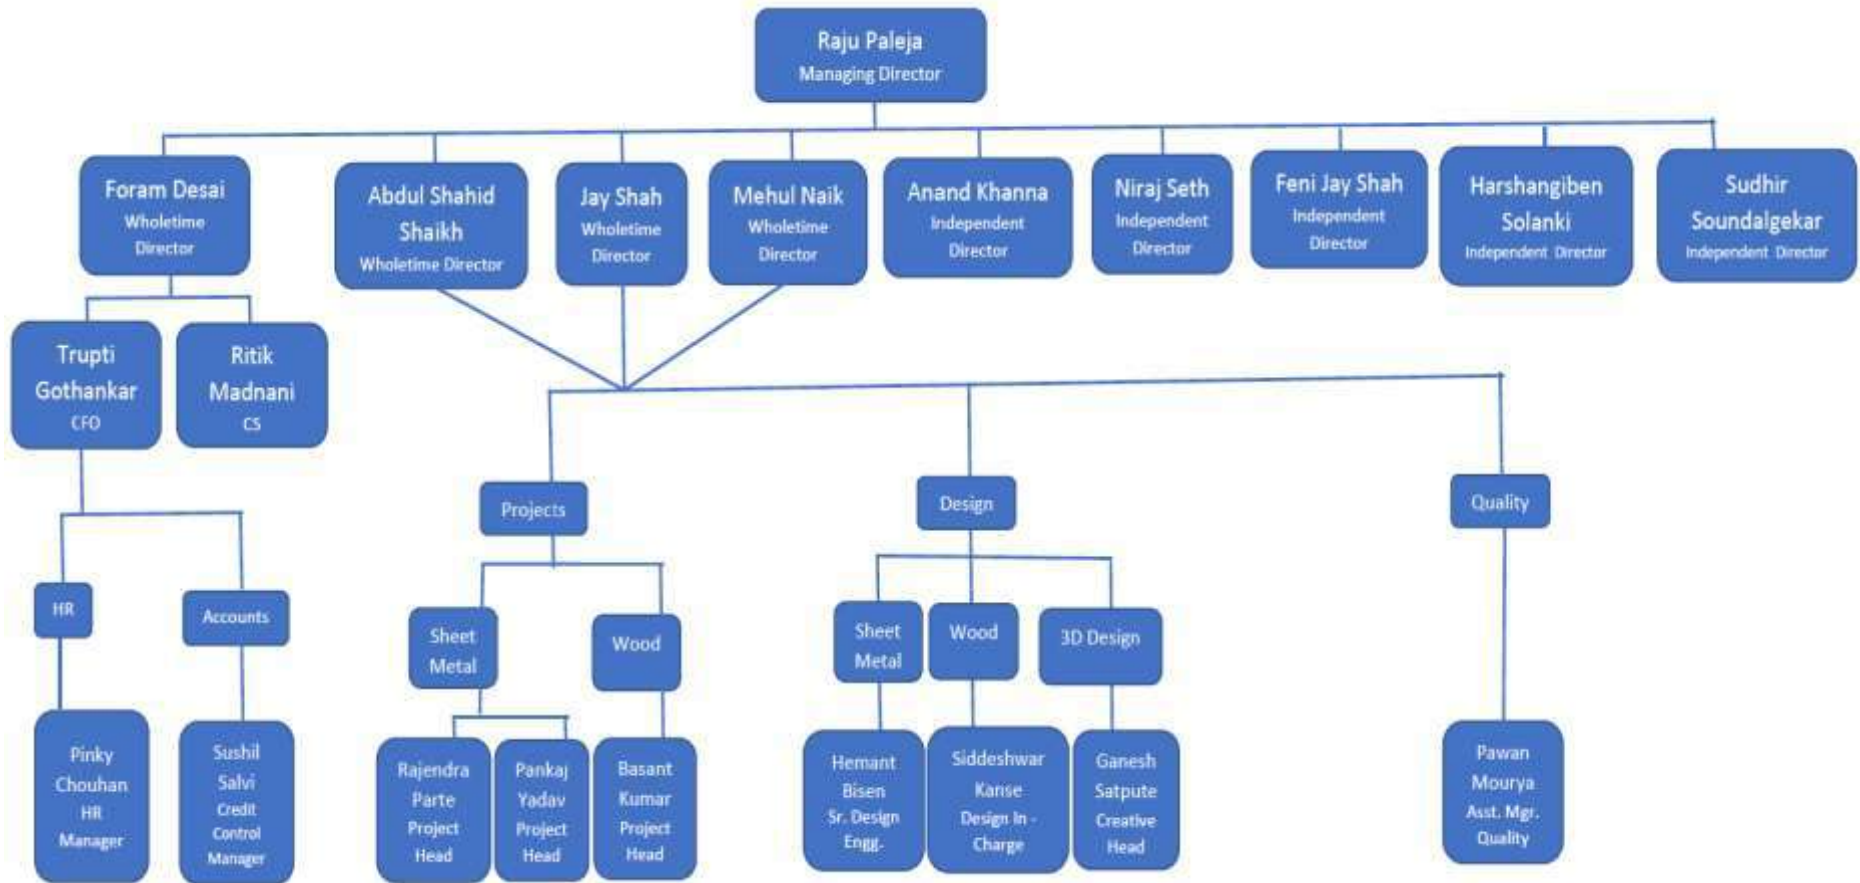 Raju Paleja
Managing Director
Foram Desai
Wholetime
Director
Abdul Shahid
Shaikh
Wholetime Director
Jay Shah
Wholetime
Director
Mehul Naik
Wholetime
Director
Anand Khanna
Independent
Director
Niraj Seth
Independent
Director
Feni Jay Shah
Independent
Director
Harshangiben
Solanki
Independent Director
Sudhir
Soundalgekar
Independent Director
Trupti
Gothankar
CFO
Ritik
Madnani
CS
Projects
Design
Quality
HR
Accounts
Sheet
Metal
Wood
Sheet
Metal
Wood
3D Design
Pinky
Chouhan
HR
Manager
Sushil
Salvi
Credit
Control
Manager
Rajendra
Parte
Project
Head
Pankaj
Yadav
Project
Head
Basant
Kumar
Project
Head
Hemant
Bisen
Sr. Design
Engg.
Siddeshwar
Kanse
Design In -
Charge
Ganesh
Satpute
Creative
Head
Pawan
Mourya
Asst. Mgr.
Quality